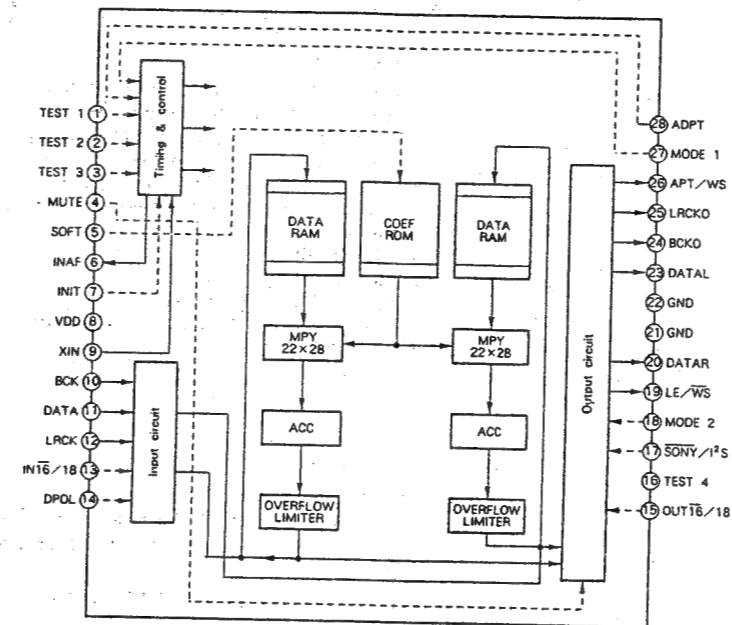 TEST 1 1
TEST 2 2
TEST 3 3
MUTE 4
SOFT 5
INAF 6
INIT 7
VDD 8
XIN 9
BCK 10
DATA 11
LRCK 12
IN1̅6̅/18 13
DPOL 14
Timing & control
Input circuit
DATA
RAM
MPY
22×28
ACC
OVERFLOW
LIMITER
COEF
ROM
DATA
RAM
MPY
22×28
ACC
OVERFLOW
LIMITER
Output circuit
28 ADPT
27 MODE 1
26 APT/WS
25 LRCKO
24 BCKO
23 DATAL
22 GND
21 GND
20 DATAR
19 LE/W̅S̅
18 MODE 2
17 S̅O̅N̅Y̅/I²S
16 TEST 4
15 OUT1̅6̅/18